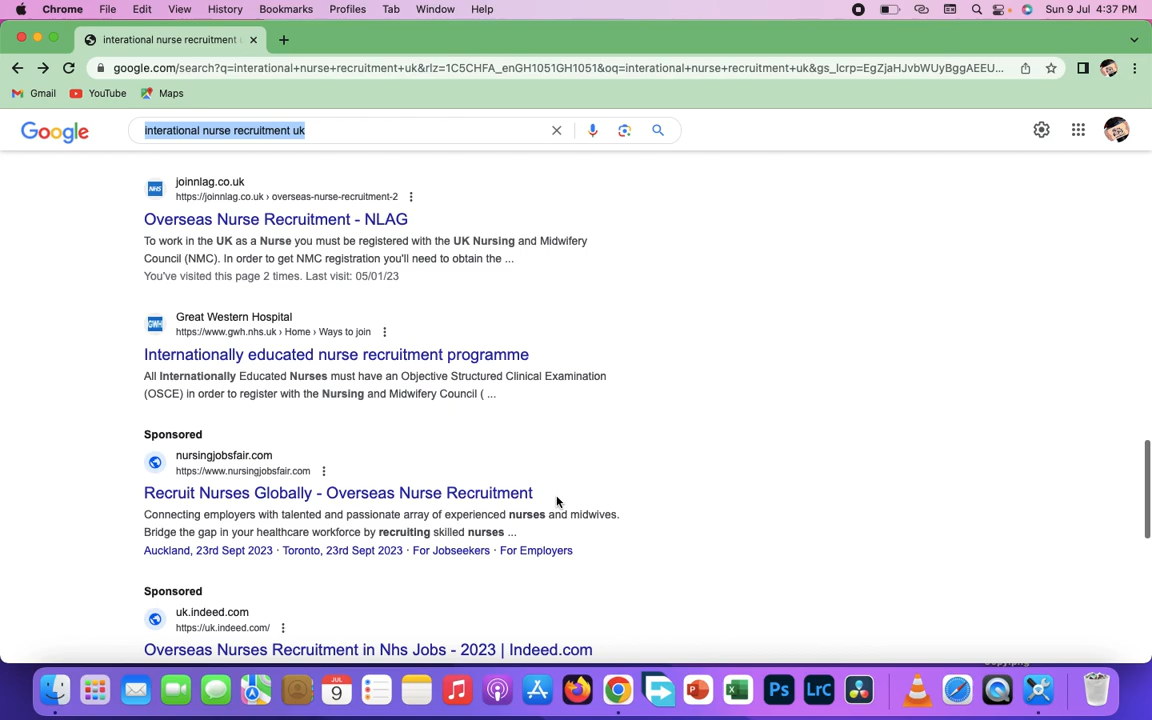 Chrome File Edit View History Bookmarks Profiles Tab Window Help Sun 9 Jul 4:37 PM
interational nurse recruitment
google.com/search?q=interational+nurse+recruitment+uk&rlz=1C5CHFA_enGH1051GH1051&oq=interational+nurse+recruitment+uk&gs_lcrp=EgZjaHJvbWUyBggAEEU...
Gmail YouTube Maps
Google interational nurse recruitment uk
joinnlag.co.uk
NHS
https://joinnlag.co.uk › overseas-nurse-recruitment-2
Overseas Nurse Recruitment - NLAG
To work in the UK as a Nurse you must be registered with the UK Nursing and Midwifery
Council (NMC). In order to get NMC registration you'll need to obtain the ...
You've visited this page 2 times. Last visit: 05/01/23
Great Western Hospital
GWH
https://www.gwh.nhs.uk › Home › Ways to join
Internationally educated nurse recruitment programme
All Internationally Educated Nurses must have an Objective Structured Clinical Examination
(OSCE) in order to register with the Nursing and Midwifery Council ( ...
Sponsored
nursingjobsfair.com
https://www.nursingjobsfair.com
Recruit Nurses Globally - Overseas Nurse Recruitment
Connecting employers with talented and passionate array of experienced nurses and midwives.
Bridge the gap in your healthcare workforce by recruiting skilled nurses ...
Auckland, 23rd Sept 2023 · Toronto, 23rd Sept 2023 · For Jobseekers · For Employers
Sponsored
uk.indeed.com
https://uk.indeed.com/
Overseas Nurses Recruitment in Nhs Jobs - 2023 | Indeed.com
JUL
9
Ps
LrC